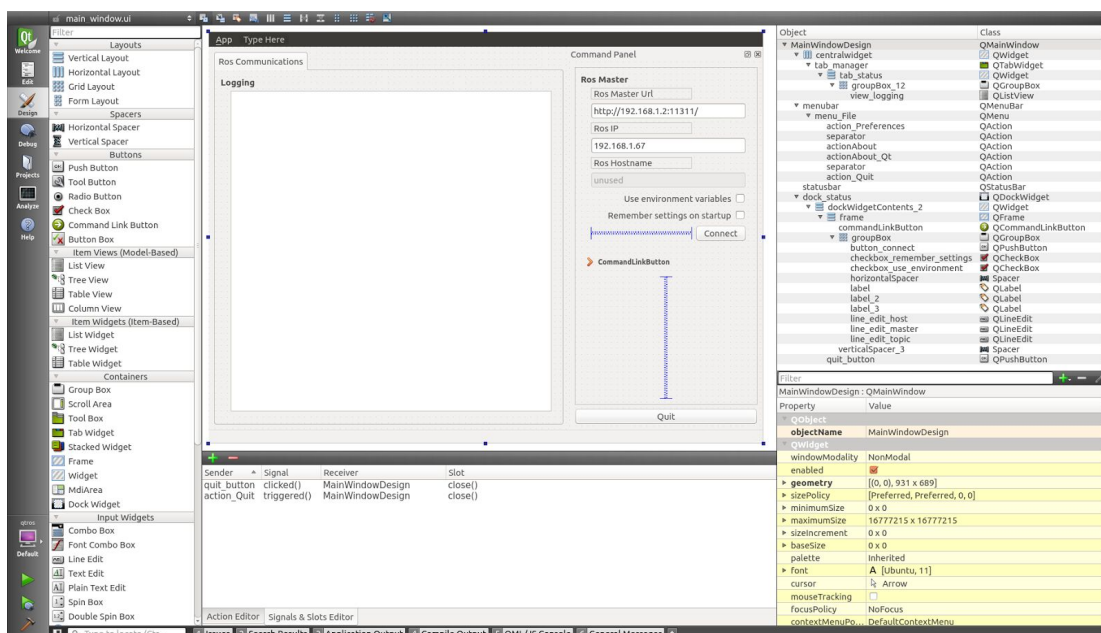 main_window.ui
Welcome
Edit
Design
Debug
Projects
Analyze
Help
qtros
Default
Filter
Layouts
Vertical Layout
Horizontal Layout
Grid Layout
Form Layout
Spacers
Horizontal Spacer
Vertical Spacer
Buttons
Push Button
Tool Button
Radio Button
Check Box
Command Link Button
Button Box
Item Views (Model-Based)
List View
Tree View
Table View
Column View
Item Widgets (Item-Based)
List Widget
Tree Widget
Table Widget
Containers
Group Box
Scroll Area
Tool Box
Tab Widget
Stacked Widget
Frame
Widget
MdiArea
Dock Widget
Input Widgets
Combo Box
Font Combo Box
Line Edit
Text Edit
Plain Text Edit
Spin Box
Double Spin Box
App Type Here
Ros Communications
Logging
Command Panel
Ros Master
Ros Master Url
http://192.168.1.2:11311/
Ros IP
192.168.1.67
Ros Hostname
unused
Use environment variables
Remember settings on startup
Connect
CommandLinkButton
Quit
Sender Signal Receiver Slot
quit_button clicked() MainWindowDesign close()
action_Quit triggered() MainWindowDesign close()
Action Editor Signals & Slots Editor
Object Class
MainWindowDesign QMainWindow
centralwidget QWidget
tab_manager QTabWidget
tab_status QWidget
groupBox_12 QGroupBox
view_logging QListView
menubar QMenuBar
menu_File QMenu
action_Preferences QAction
separator QAction
actionAbout QAction
actionAbout_Qt QAction
separator QAction
action_Quit QAction
statusbar QStatusBar
dock_status QDockWidget
dockWidgetContents_2 QWidget
frame QFrame
commandLinkButton QCommandLinkButton
groupBox QGroupBox
button_connect QPushButton
checkbox_remember_settings QCheckBox
checkbox_use_environment QCheckBox
horizontalSpacer Spacer
label QLabel
label_2 QLabel
label_3 QLabel
line_edit_host QLineEdit
line_edit_master QLineEdit
line_edit_topic QLineEdit
verticalSpacer_3 Spacer
quit_button QPushButton
Filter
MainWindowDesign : QMainWindow
Property Value
QObject
objectName MainWindowDesign
QWidget
windowModality NonModal
enabled
geometry [(0, 0), 931 x 689]
sizePolicy [Preferred, Preferred, 0, 0]
minimumSize 0 x 0
maximumSize 16777215 x 16777215
sizeIncrement 0 x 0
baseSize 0 x 0
palette Inherited
font A [Ubuntu, 11]
cursor Arrow
mouseTracking
focusPolicy NoFocus
contextMenuPo... DefaultContextMenu